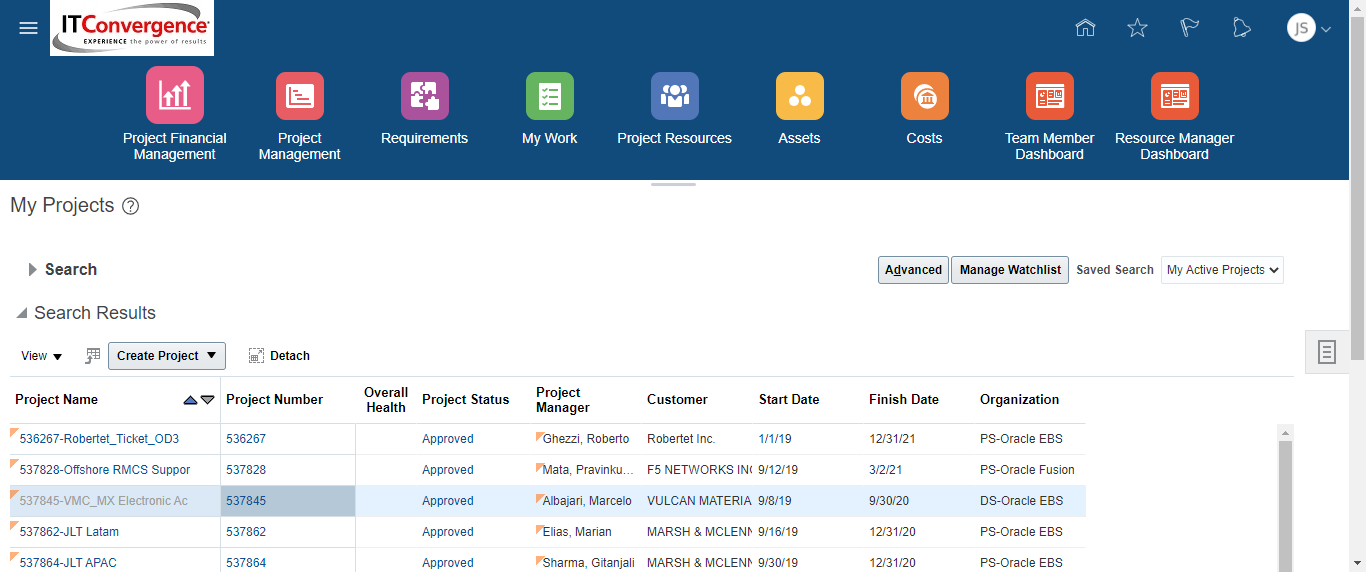 ITConvergence
EXPERIENCE the power of results
JS
Project Financial Management
Project Management
Requirements
My Work
Project Resources
Assets
Costs
Team Member Dashboard
Resource Manager Dashboard
My Projects ?
Search
Advanced Manage Watchlist Saved Search My Active Projects
Search Results
View Create Project Detach
Project Name Project Number Overall Health Project Status Project Manager Customer Start Date Finish Date Organization
536267-Robertet_Ticket_OD3 536267 Approved Ghezzi, Roberto Robertet Inc. 1/1/19 12/31/21 PS-Oracle EBS
537828-Offshore RMCS Suppor 537828 Approved Mata, Pravinku... F5 NETWORKS INC 9/12/19 3/2/21 PS-Oracle Fusion
537845-VMC_MX Electronic Ac 537845 Approved Albajari, Marcelo VULCAN MATERIA 9/8/19 9/30/20 DS-Oracle EBS
537862-JLT Latam 537862 Approved Elias, Marian MARSH & MCLENN 9/16/19 12/31/20 PS-Oracle EBS
537864-JLT APAC 537864 Approved Sharma, Gitanjali MARSH & MCLENN 9/30/19 12/31/20 PS-Oracle EBS